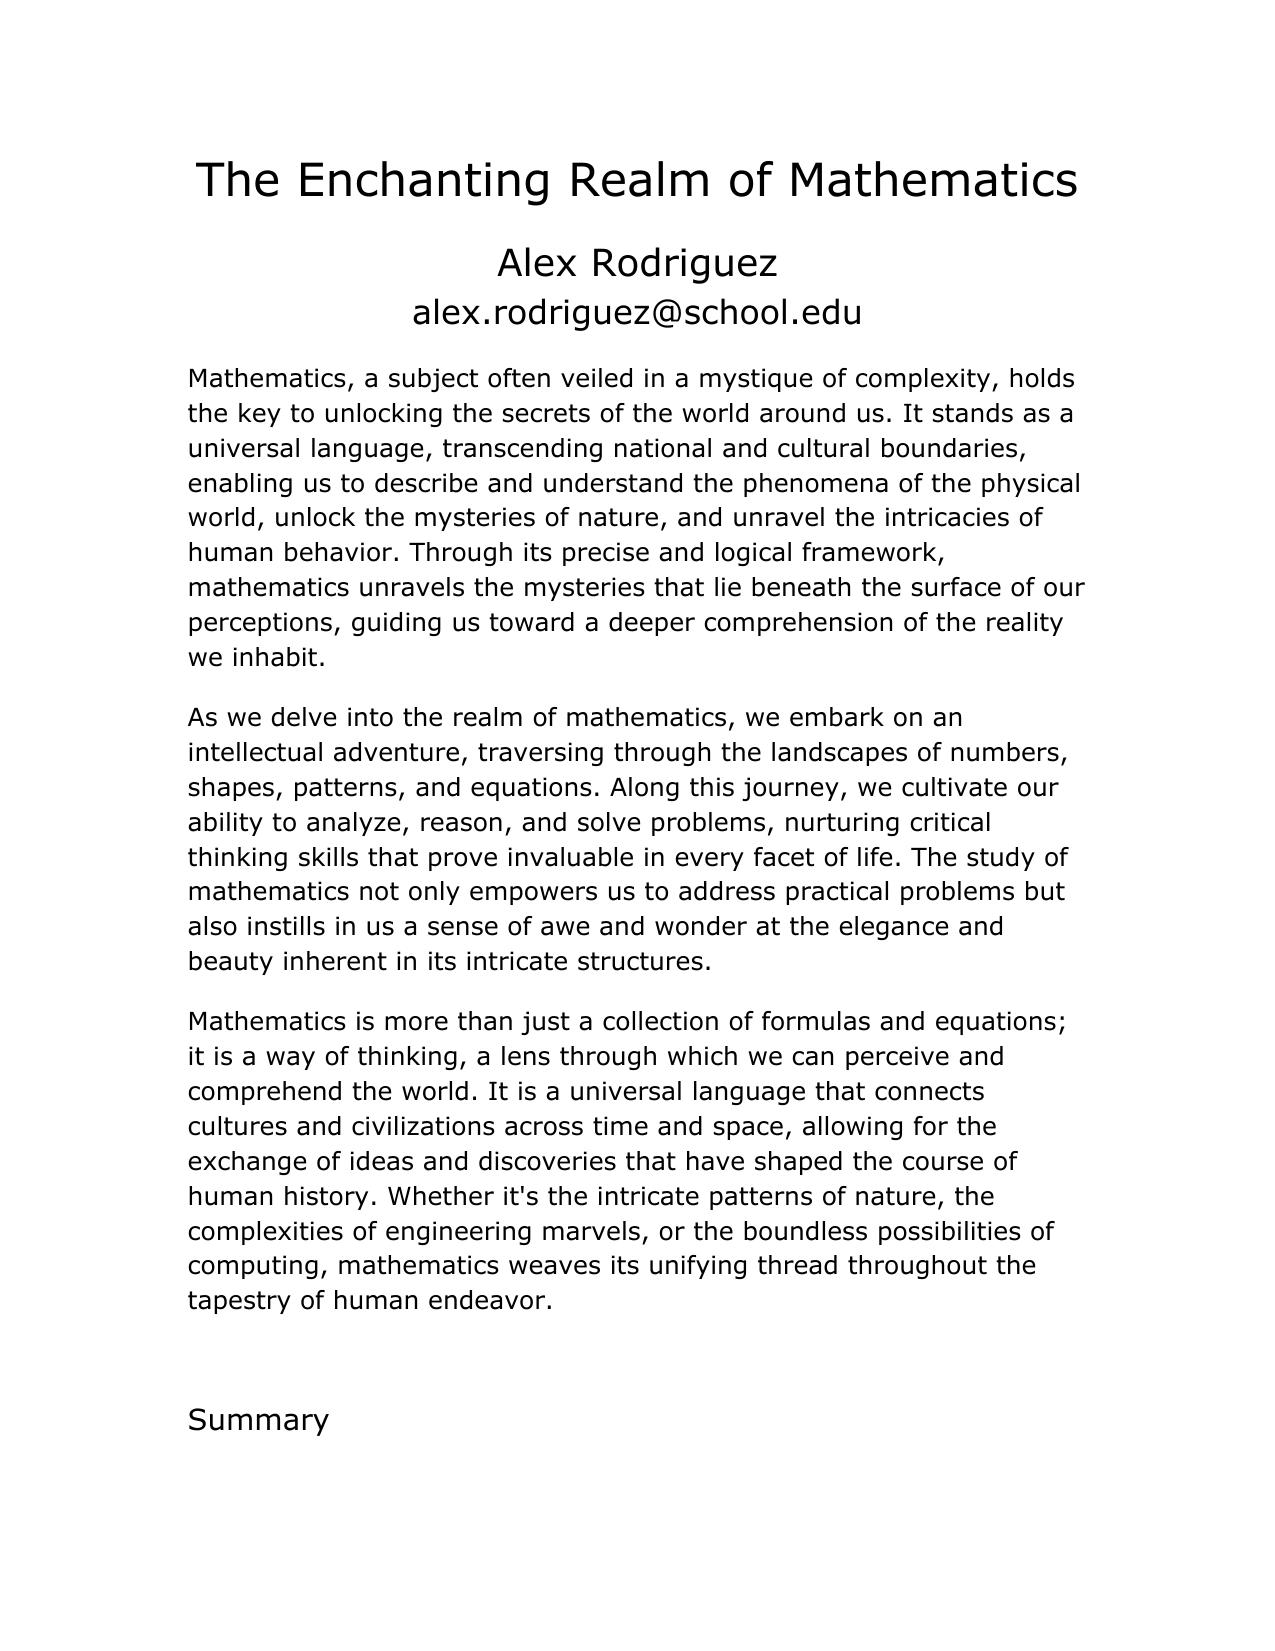 The Enchanting Realm of Mathematics
Alex Rodriguez
alex.rodriguez@school.edu
Mathematics, a subject often veiled in a mystique of complexity, holds
the key to unlocking the secrets of the world around us. It stands as a
universal language, transcending national and cultural boundaries,
enabling us to describe and understand the phenomena of the physical
world, unlock the mysteries of nature, and unravel the intricacies of
human behavior. Through its precise and logical framework,
mathematics unravels the mysteries that lie beneath the surface of our
perceptions, guiding us toward a deeper comprehension of the reality
we inhabit.
As we delve into the realm of mathematics, we embark on an
intellectual adventure, traversing through the landscapes of numbers,
shapes, patterns, and equations. Along this journey, we cultivate our
ability to analyze, reason, and solve problems, nurturing critical
thinking skills that prove invaluable in every facet of life. The study of
mathematics not only empowers us to address practical problems but
also instills in us a sense of awe and wonder at the elegance and
beauty inherent in its intricate structures.
Mathematics is more than just a collection of formulas and equations;
it is a way of thinking, a lens through which we can perceive and
comprehend the world. It is a universal language that connects
cultures and civilizations across time and space, allowing for the
exchange of ideas and discoveries that have shaped the course of
human history. Whether it's the intricate patterns of nature, the
complexities of engineering marvels, or the boundless possibilities of
computing, mathematics weaves its unifying thread throughout the
tapestry of human endeavor.
Summary